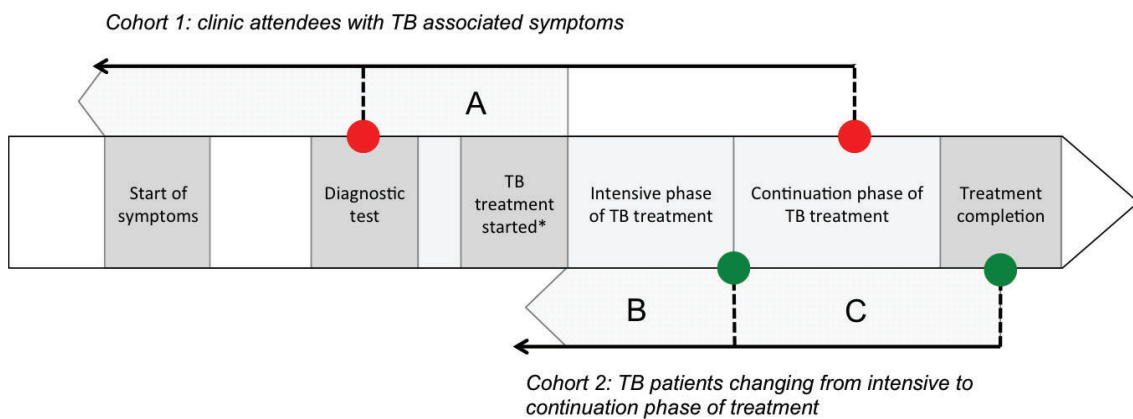 Cohort 1: clinic attendees with TB associated symptoms
A
Start of
symptoms
Diagnostic
test
TB
treatment
started*
Intensive phase
of TB treatment
Continuation phase of
TB treatment
Treatment
completion
B
C
Cohort 2: TB patients changing from intensive to
continuation phase of treatment